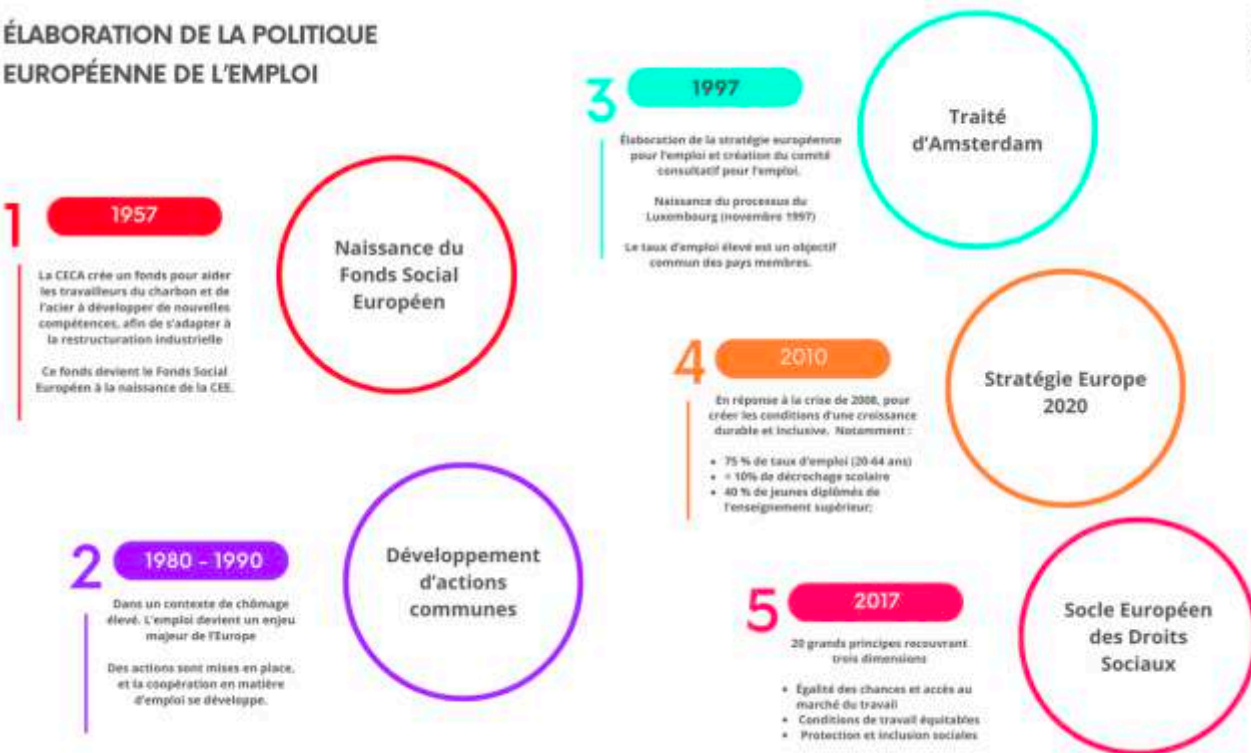 ÉLABORATION DE LA POLITIQUE
EUROPÉENNE DE L'EMPLOI
1
1957
La CECA crée un fonds pour aider
les travailleurs du charbon et de
l'acier à développer de nouvelles
compétences, afin de s'adapter à
la restructuration industrielle
Ce fonds devient le Fonds Social
Européen à la naissance de la CEE.
Naissance du
Fonds Social
Européen
2
1980 - 1990
Dans un contexte de chômage
élevé. L'emploi devient un enjeu
majeur de l'Europe
Des actions sont mises en place,
et la coopération en matière
d'emploi se développe.
Développement
d'actions
communes
3
1997
Élaboration de la stratégie européenne
pour l'emploi et création du comité
consultatif pour l'emploi.
Naissance du processus du
Luxembourg (novembre 1997)
Le taux d'emploi élevé est un objectif
commun des pays membres.
Traité
d'Amsterdam
4
2010
En réponse à la crise de 2008, pour
créer les conditions d'une croissance
durable et inclusive. Notamment :
• 75 % de taux d'emploi (20-64 ans)
• < 10% de décrochage scolaire
• 40 % de jeunes diplômés de
l'enseignement supérieur;
Stratégie Europe
2020
5
2017
20 grands principes recouvrant
trois dimensions
• Égalité des chances et accès au
marché du travail
• Conditions de travail équitables
• Protection et inclusion sociales
Socle Européen
des Droits
Sociaux